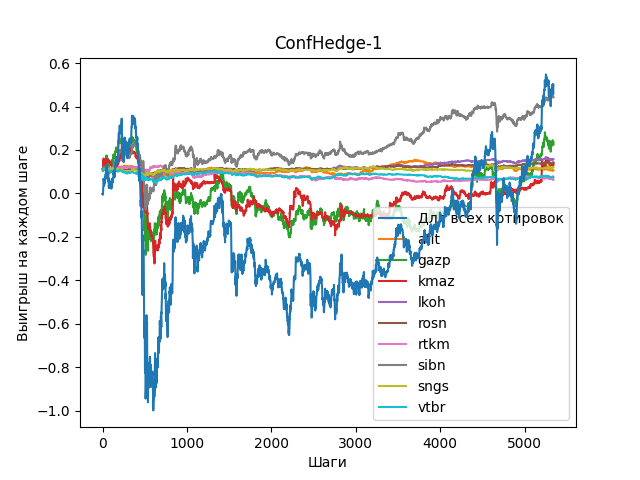 ConfHedge-1
Выигрыш на каждом шаге
0.6
0.4
0.2
0.0
−0.2
−0.4
−0.6
−0.8
−1.0
Для всех котировок
aflt
gazp
kmaz
lkoh
rosn
rtkm
sibn
sngs
vtbr
0
1000
2000
3000
4000
5000
Шаги